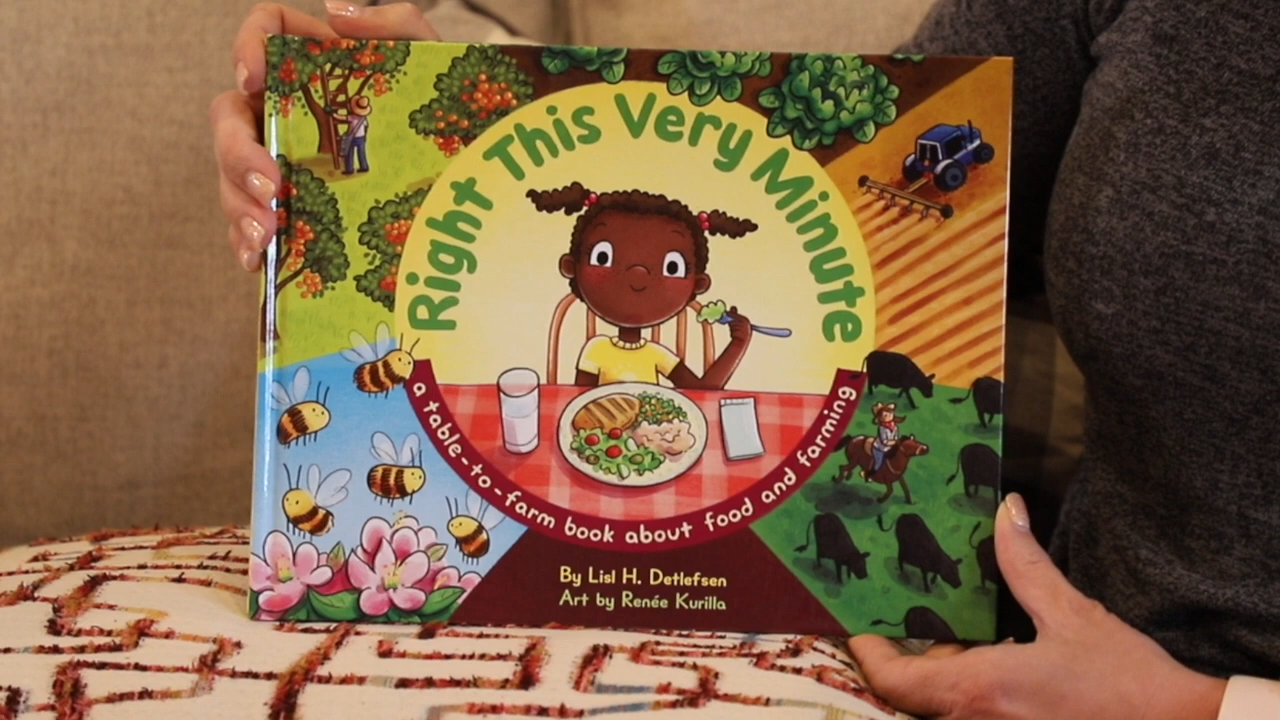 Right This Very Minute
a table-to-farm book about food and farming
By Lisl H. Detlefsen
Art by Renée Kurilla